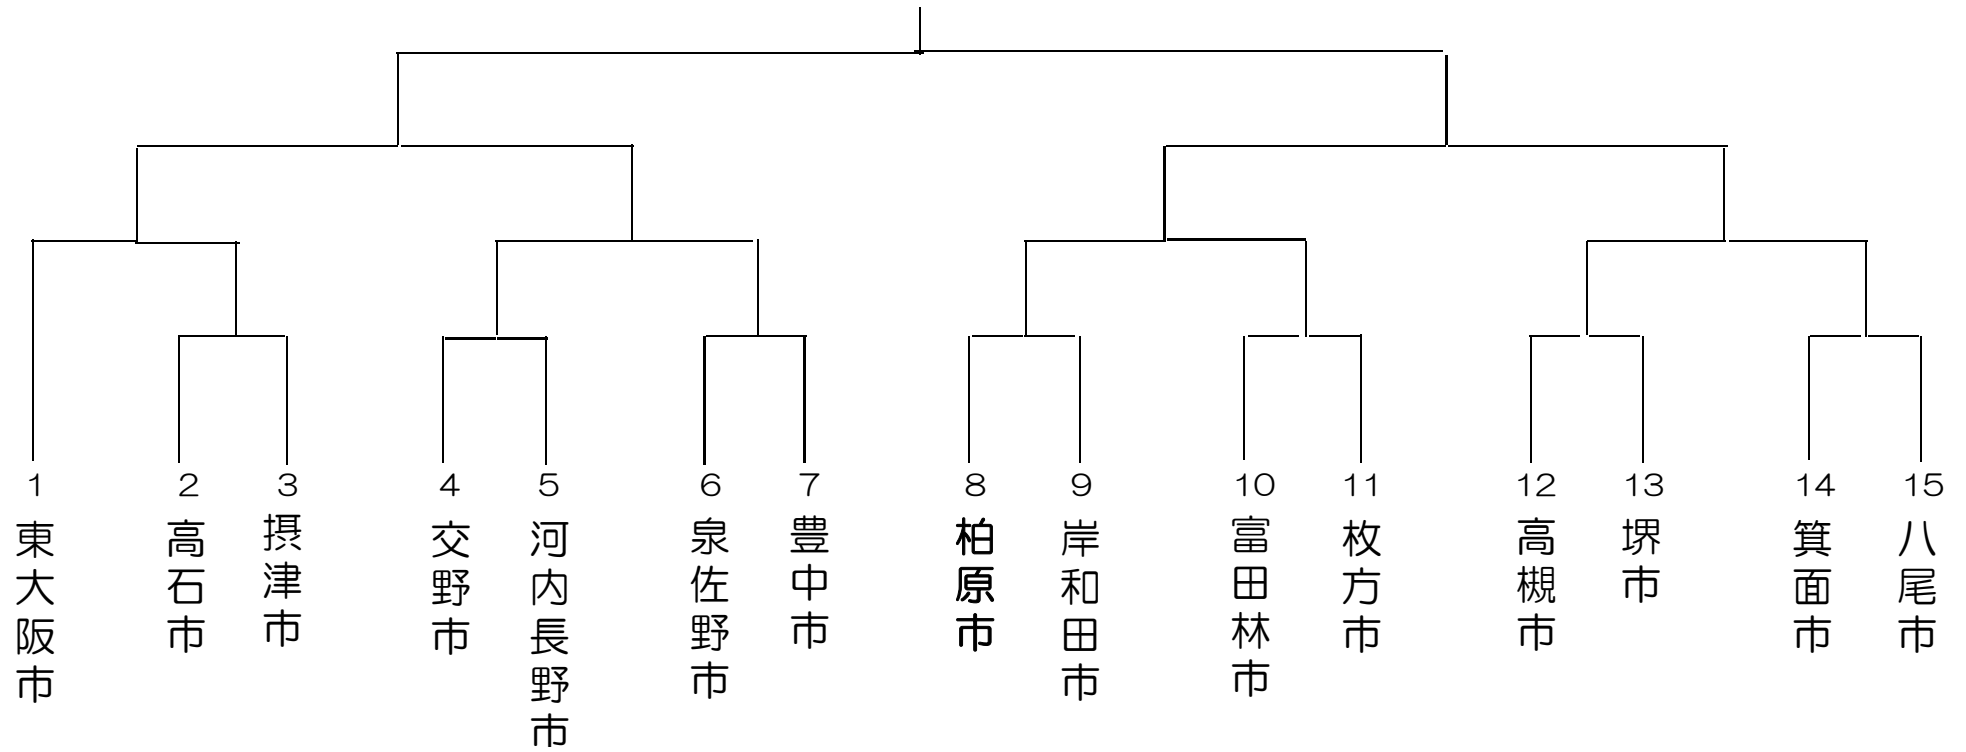 1
東大阪市
2
高石市
3
摂津市
4
交野市
5
河内長野市
6
泉佐野市
7
豊中市
8
柏原市
9
岸和田市
10
富田林市
11
枚方市
12
高槻市
13
堺市
14
箕面市
15
八尾市